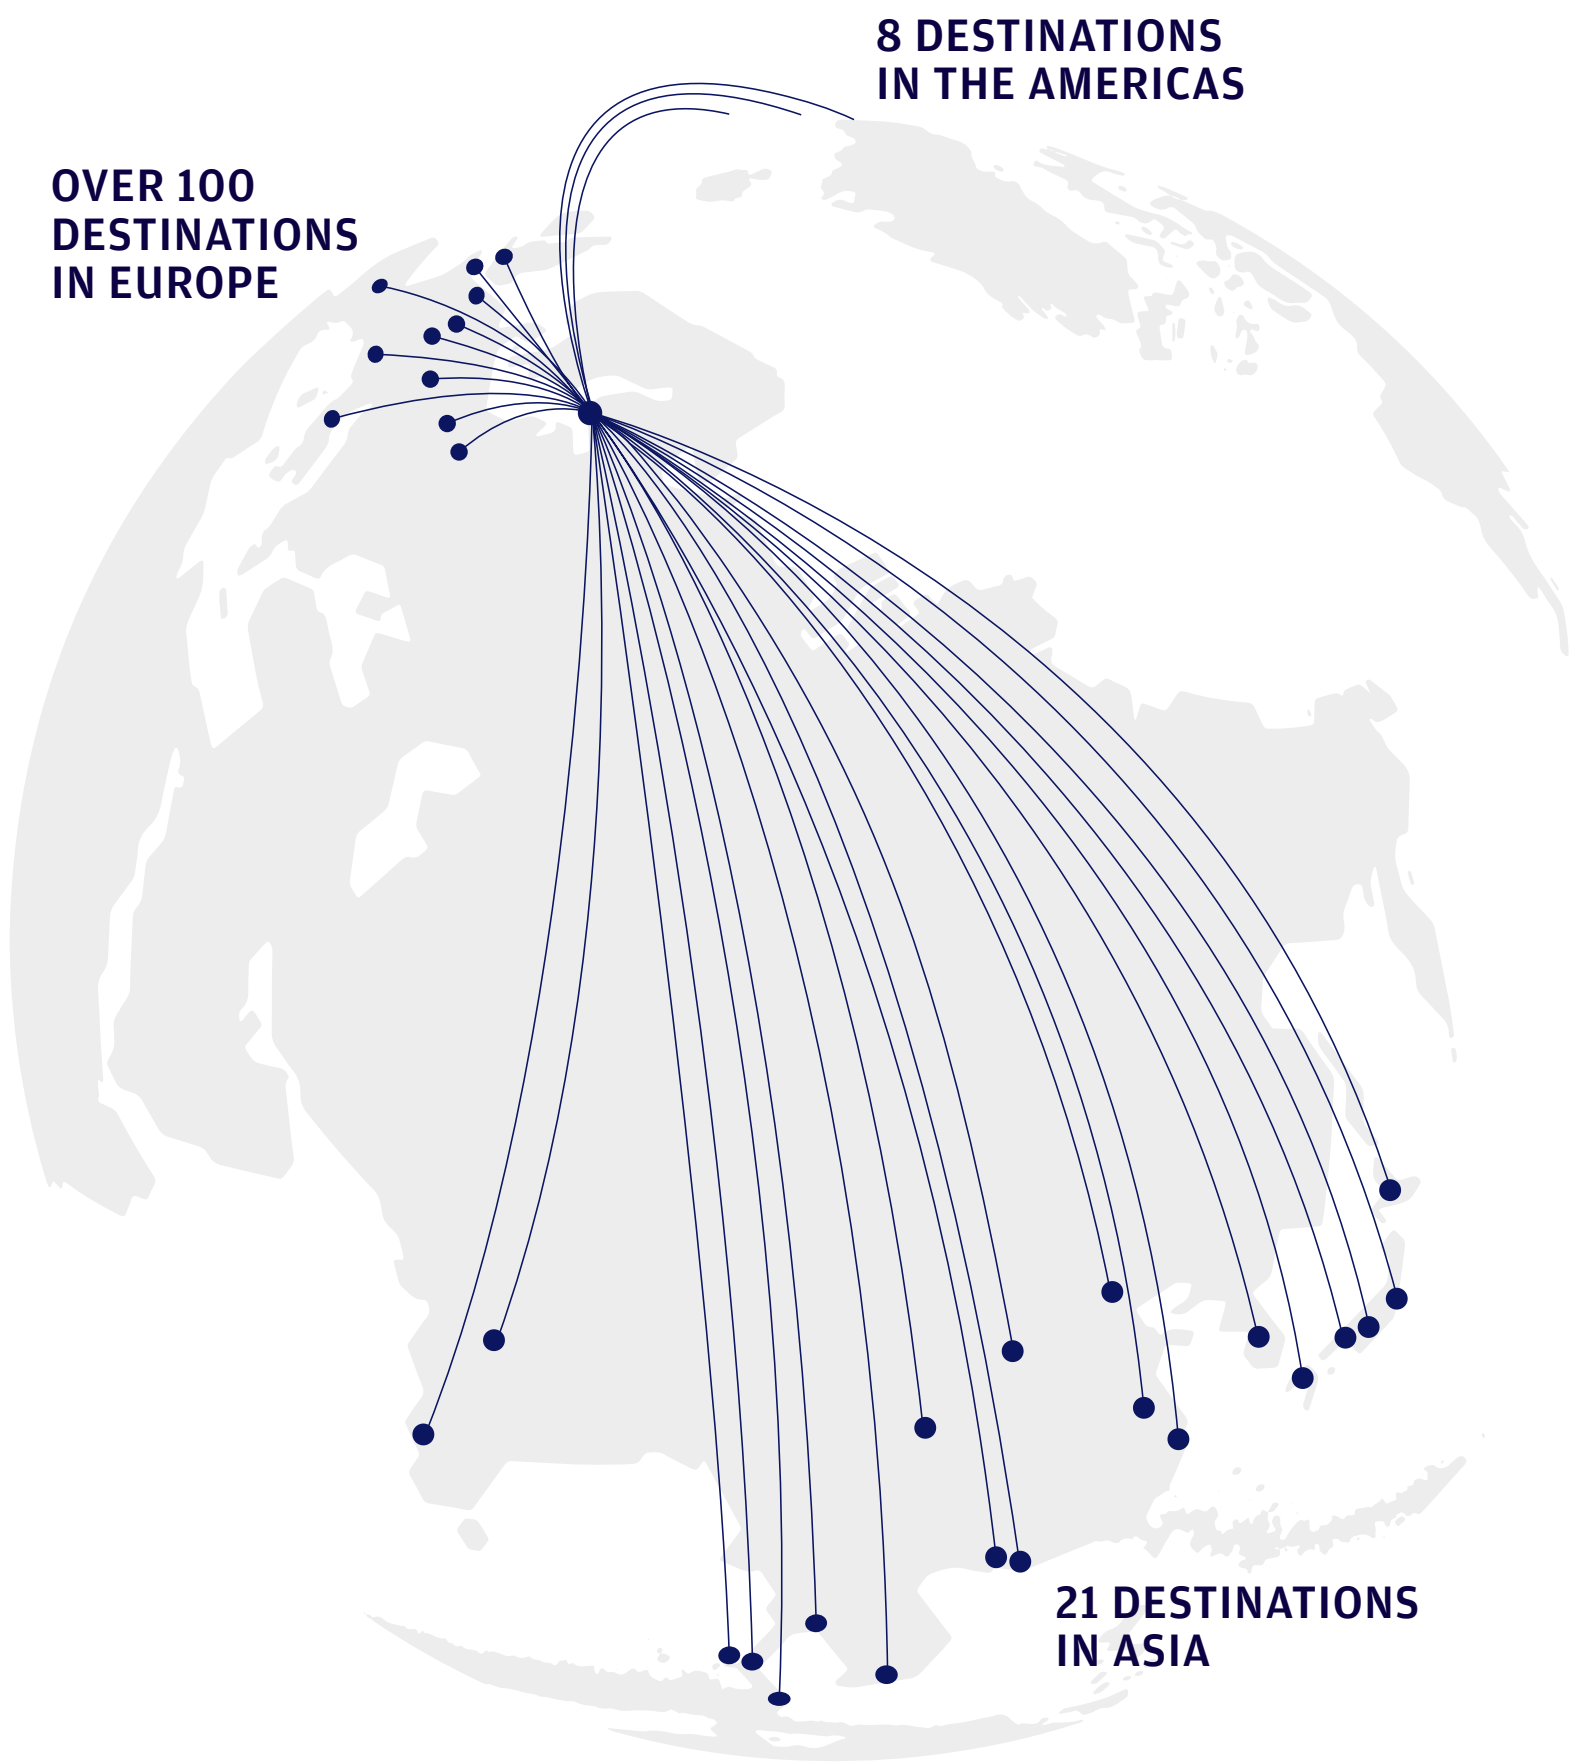 8 DESTINATIONS
IN THE AMERICAS
OVER 100
DESTINATIONS
IN EUROPE
21 DESTINATIONS
IN ASIA